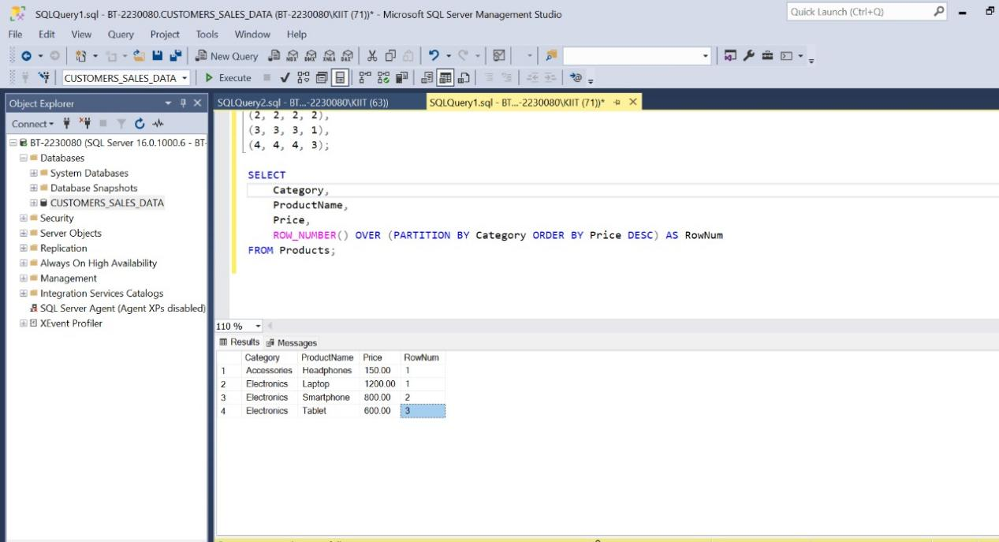 SQLQuery1.sql - BT-2230080.CUSTOMERS_SALES_DATA (BT-2230080\KIIT (71))* - Microsoft SQL Server Management Studio
Quick Launch (Ctrl+Q)
File Edit View Query Project Tools Window Help
New Query MDX DMX XMLA DAX
CUSTOMERS_SALES_DATA Execute
Object Explorer
SQLQuery2.sql - BT...-2230080\KIIT (63))
SQLQuery1.sql - BT...-2230080\KIIT (71))*
Connect
BT-2230080 (SQL Server 16.0.1000.6 - BT-
Databases
System Databases
Database Snapshots
CUSTOMERS_SALES_DATA
Security
Server Objects
Replication
Always On High Availability
Management
Integration Services Catalogs
SQL Server Agent (Agent XPs disabled)
XEvent Profiler
(2, 2, 2, 2),
(3, 3, 3, 1),
(4, 4, 4, 3);
SELECT
Category,
ProductName,
Price,
ROW_NUMBER() OVER (PARTITION BY Category ORDER BY Price DESC) AS RowNum
FROM Products;
110 %
Results Messages
Category ProductName Price RowNum
1 Accessories Headphones 150.00 1
2 Electronics Laptop 1200.00 1
3 Electronics Smartphone 800.00 2
4 Electronics Tablet 600.00 3